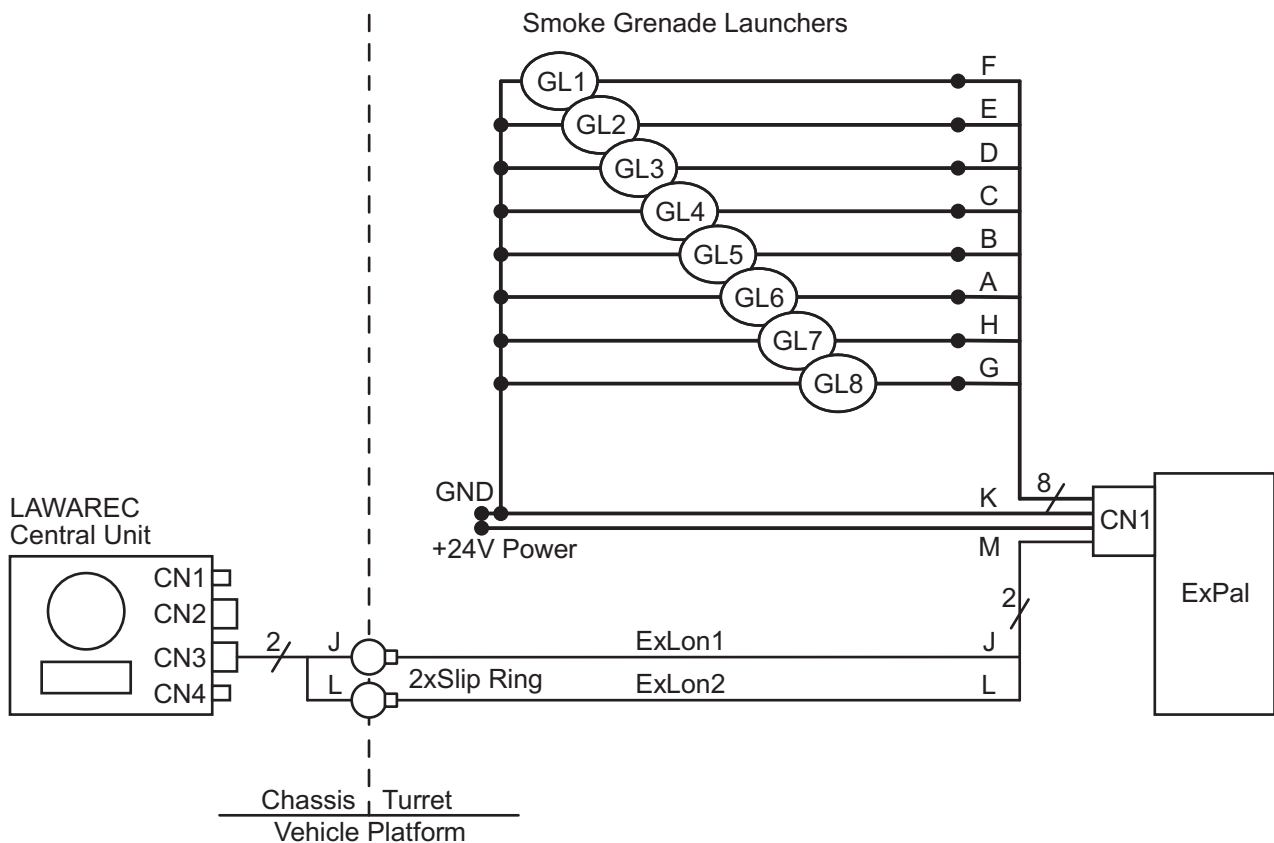 Smoke Grenade Launchers
GL1
F
GL2
E
GL3
D
GL4
C
GL5
B
GL6
A
GL7
H
GL8
G
GND
K
8
+24V Power
M
CN1
ExPal
LAWAREC
Central Unit
CN1
CN2
CN3
CN4
2
J
L
2xSlip Ring
ExLon1
ExLon2
J
L
2
Chassis
Turret
Vehicle Platform